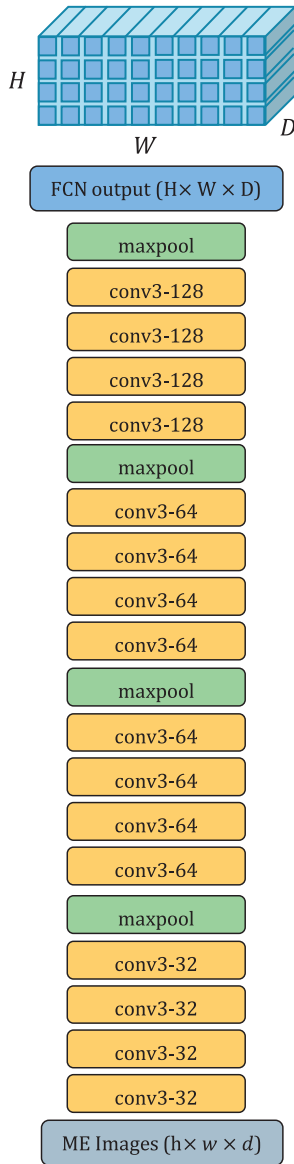 H
D
W
FCN output (H× W × D)
maxpool
conv3-128
conv3-128
conv3-128
conv3-128
maxpool
conv3-64
conv3-64
conv3-64
conv3-64
maxpool
conv3-64
conv3-64
conv3-64
conv3-64
maxpool
conv3-32
conv3-32
conv3-32
conv3-32
ME Images (h× w × d)